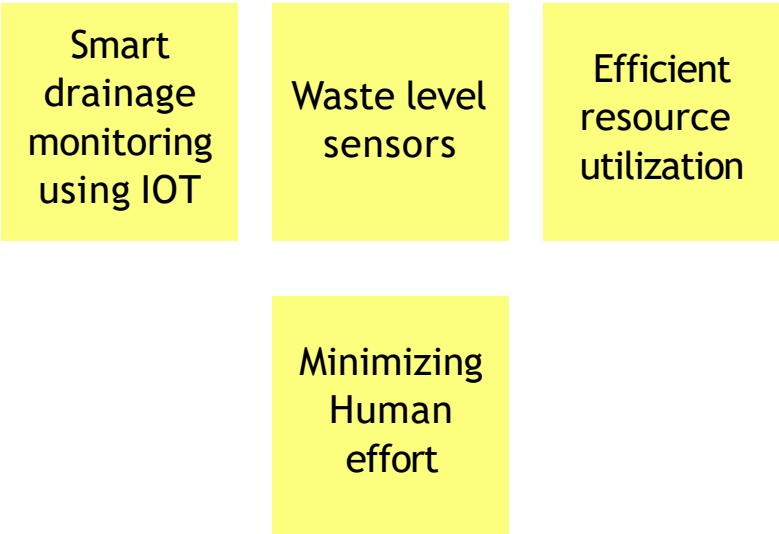 Smart
drainage
monitoring
using IOT
Waste level
sensors
Efficient
resource
utilization
Minimizing
Human
effort